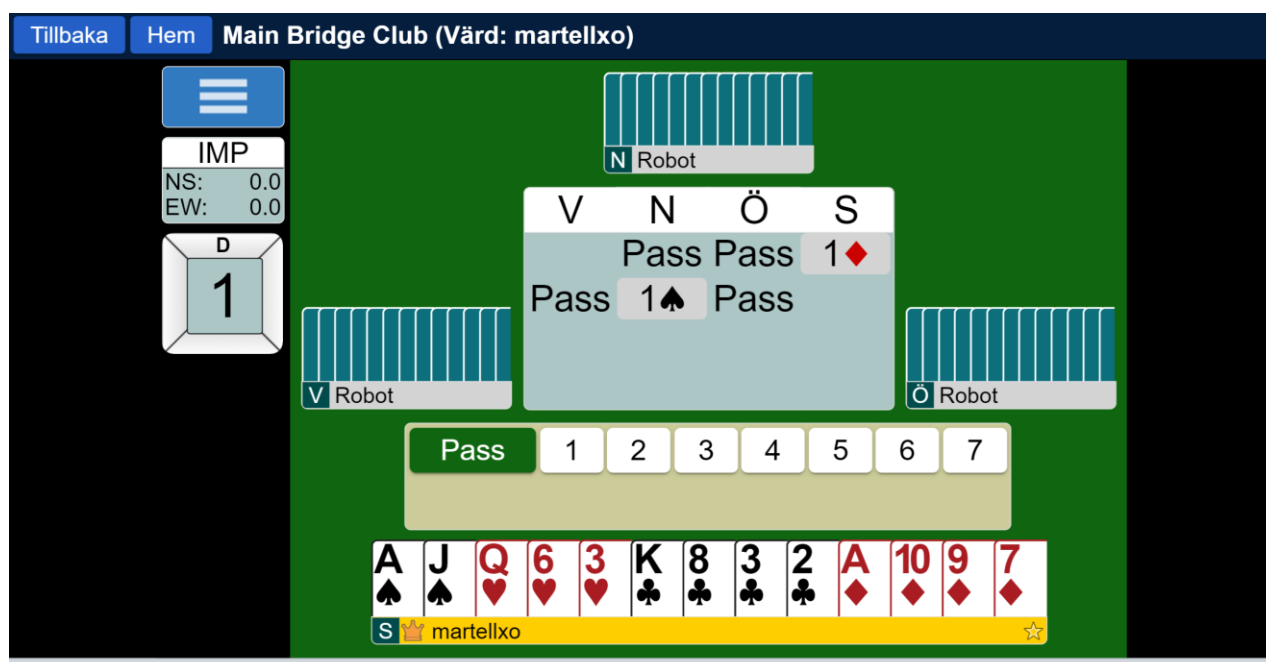 Tillbaka Hem Main Bridge Club (Värd: martellxo)
IMP
NS: 0.0
EW: 0.0
D
1
N Robot
V N Ö S
Pass Pass 1♦
Pass 1♠ Pass
V Robot
Ö Robot
Pass 1 2 3 4 5 6 7
A J Q 6 3 K 8 3 2 A 10 9 7
♠ ♠ ♥ ♥ ♥ ♣ ♣ ♣ ♣ ♦ ♦ ♦ ♦
S martellxo